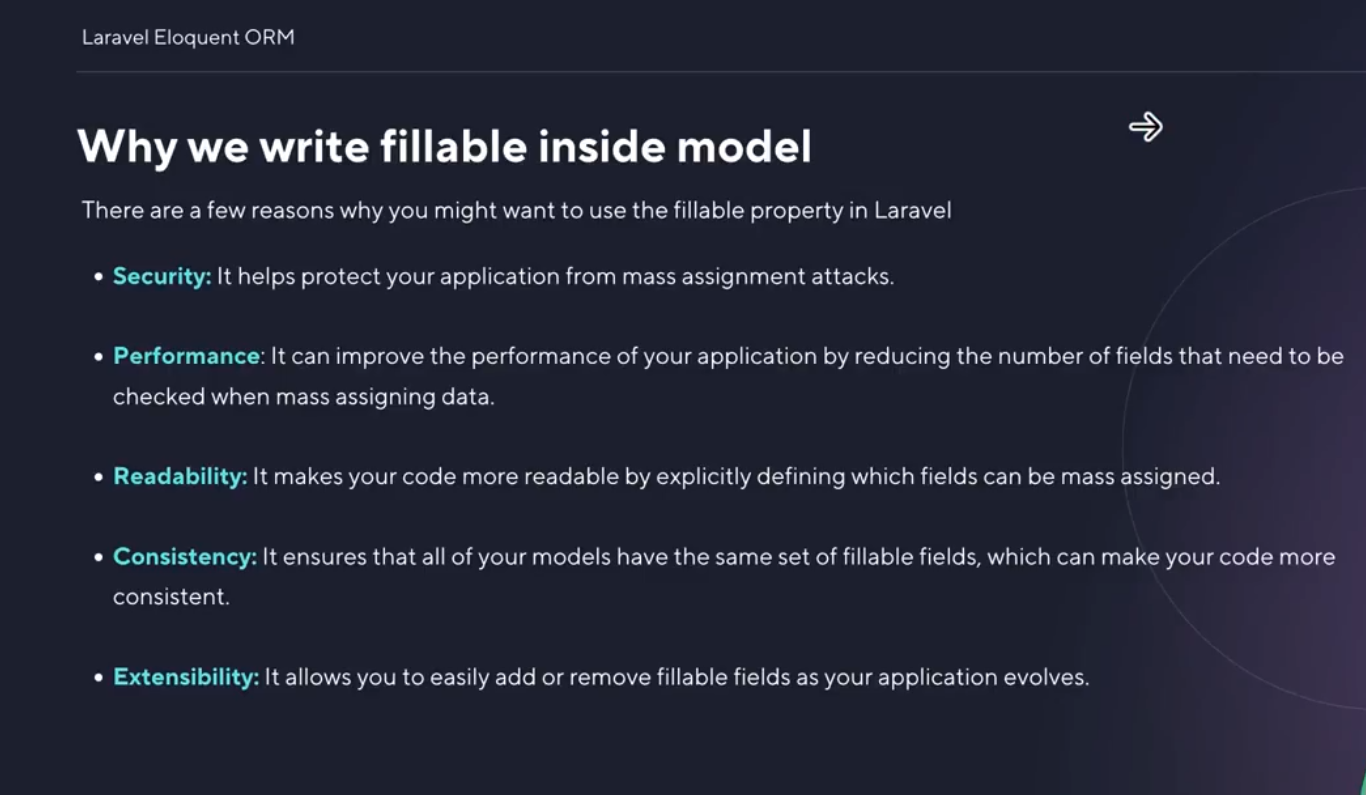 Laravel Eloquent ORM
Why we write fillable inside model
There are a few reasons why you might want to use the fillable property in Laravel
• Security: It helps protect your application from mass assignment attacks.
• Performance: It can improve the performance of your application by reducing the number of fields that need to be
checked when mass assigning data.
• Readability: It makes your code more readable by explicitly defining which fields can be mass assigned.
• Consistency: It ensures that all of your models have the same set of fillable fields, which can make your code more
consistent.
• Extensibility: It allows you to easily add or remove fillable fields as your application evolves.